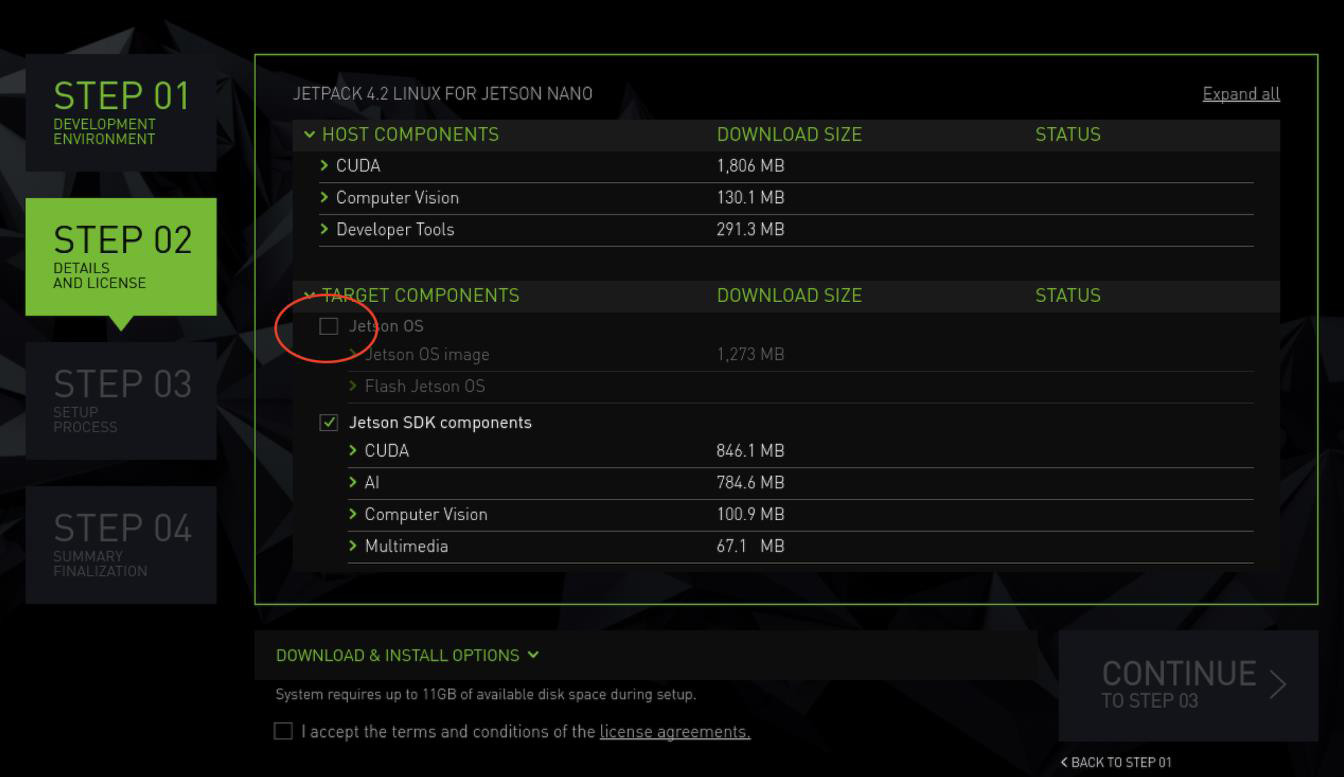 STEP 01
DEVELOPMENT
ENVIRONMENT
STEP 02
DETAILS
AND LICENSE
STEP 03
SETUP
PROCESS
STEP 04
SUMMARY
FINALIZATION
JETPACK 4.2 LINUX FOR JETSON NANO Expand all
HOST COMPONENTS DOWNLOAD SIZE STATUS
CUDA 1,806 MB
Computer Vision 130.1 MB
Developer Tools 291.3 MB
TARGET COMPONENTS DOWNLOAD SIZE STATUS
Jetson OS
Jetson OS image 1,273 MB
Flash Jetson OS
Jetson SDK components
CUDA 846.1 MB
AI 784.6 MB
Computer Vision 100.9 MB
Multimedia 67.1 MB
DOWNLOAD & INSTALL OPTIONS
System requires up to 11GB of available disk space during setup.
I accept the terms and conditions of the license agreements.
CONTINUE
TO STEP 03
BACK TO STEP 01